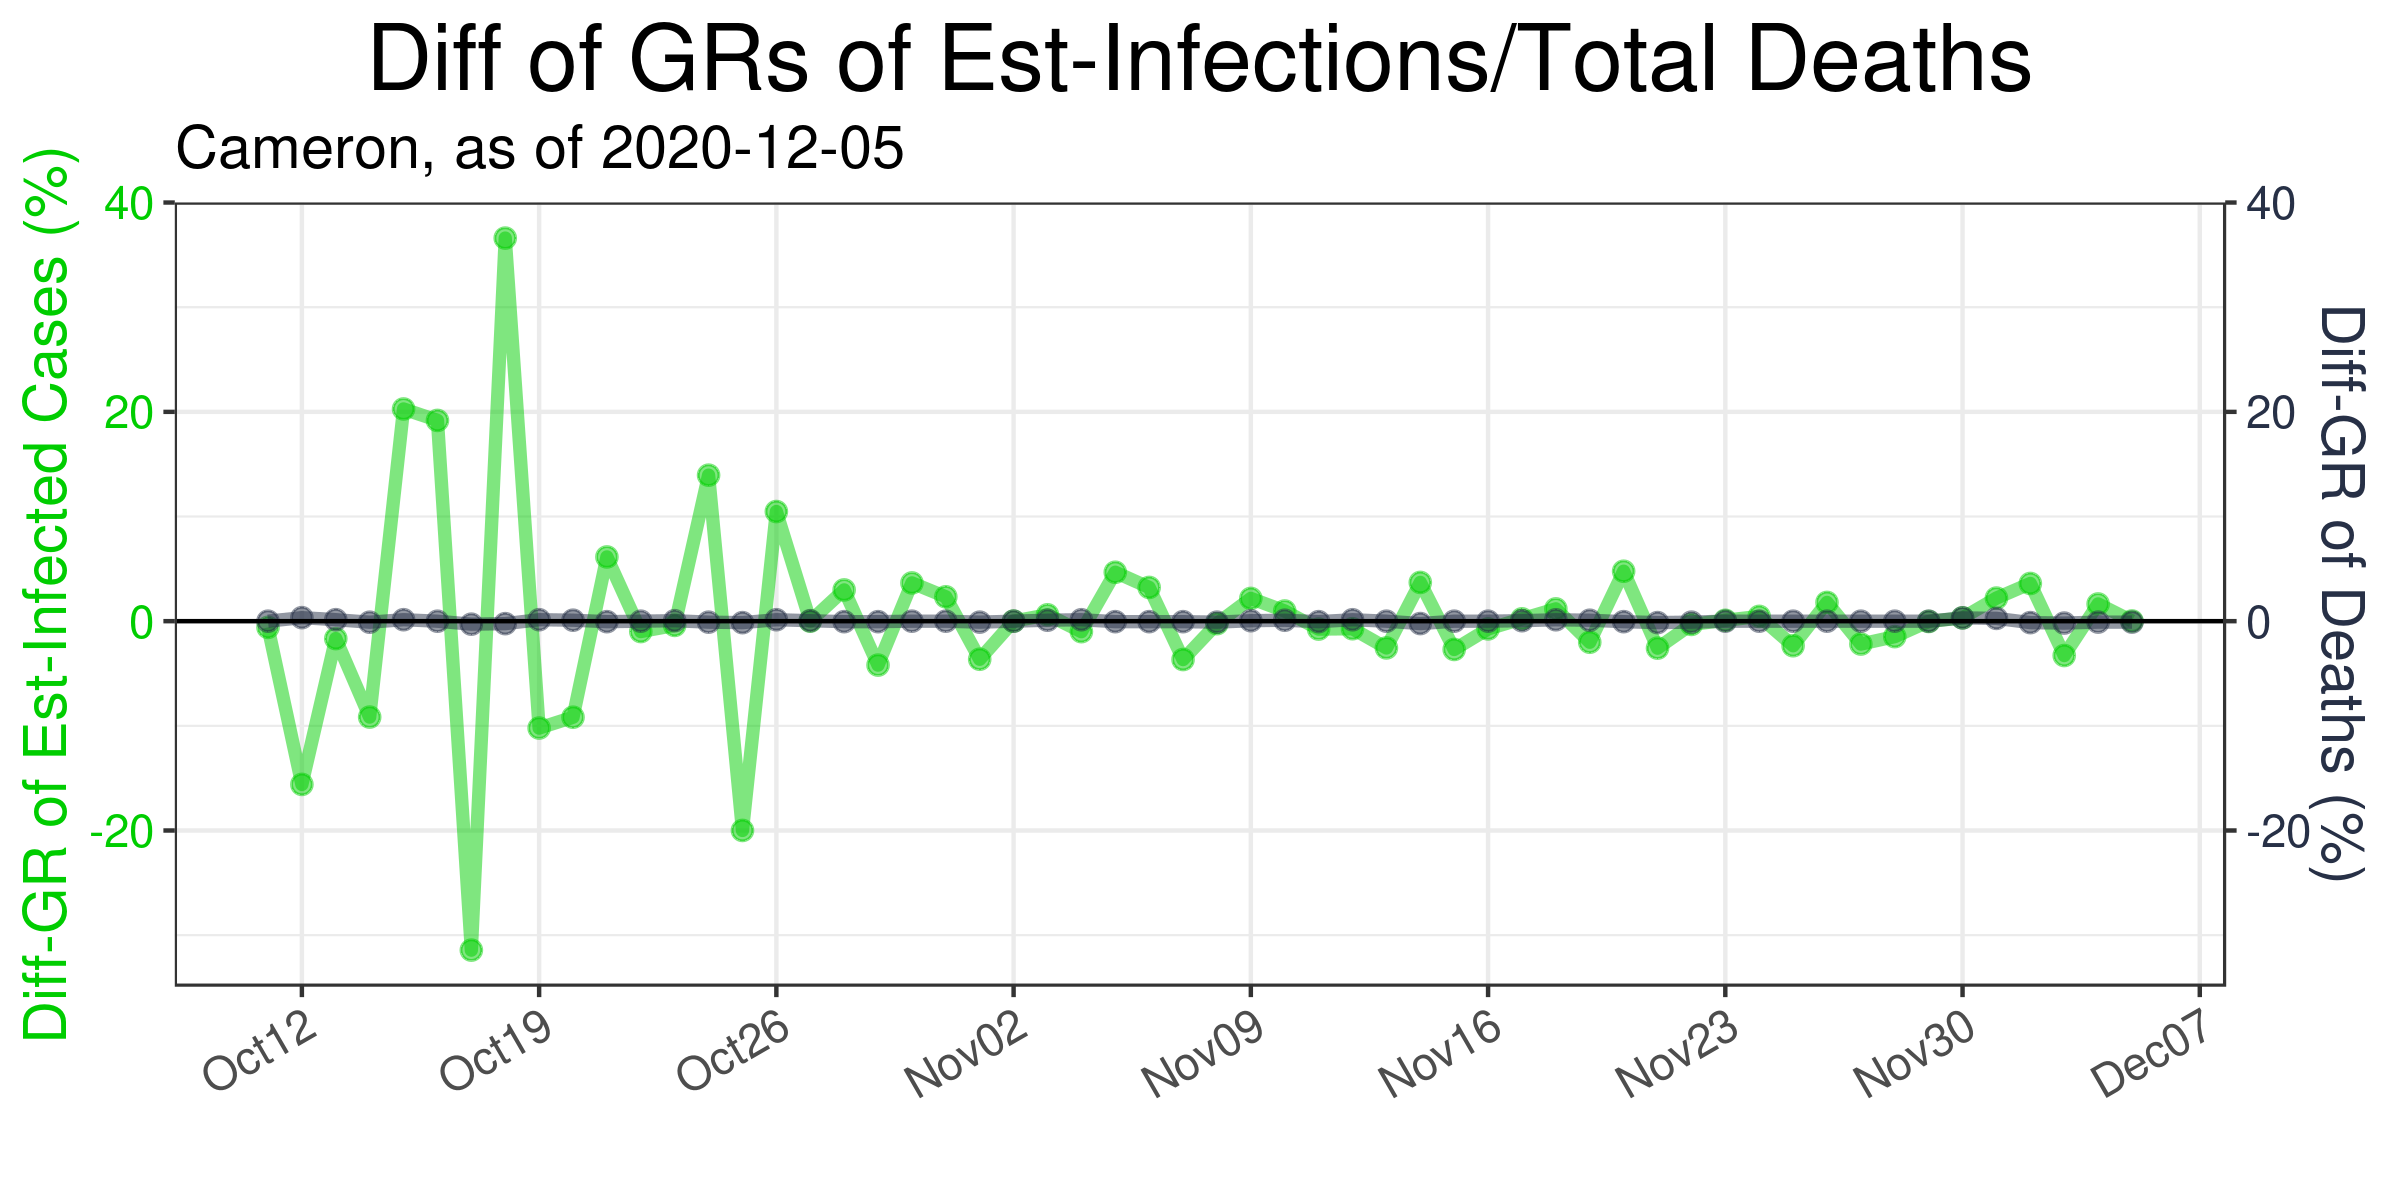 Diff of GRs of Est-Infections/Total Deaths
Cameron, as of 2020-12-05
Diff-GR of Est-Infected Cases (%)
40
20
0
-20
40
20
0
-20
Diff-GR of Deaths (%)
Oct12
Oct19
Oct26
Nov02
Nov09
Nov16
Nov23
Nov30
Dec07